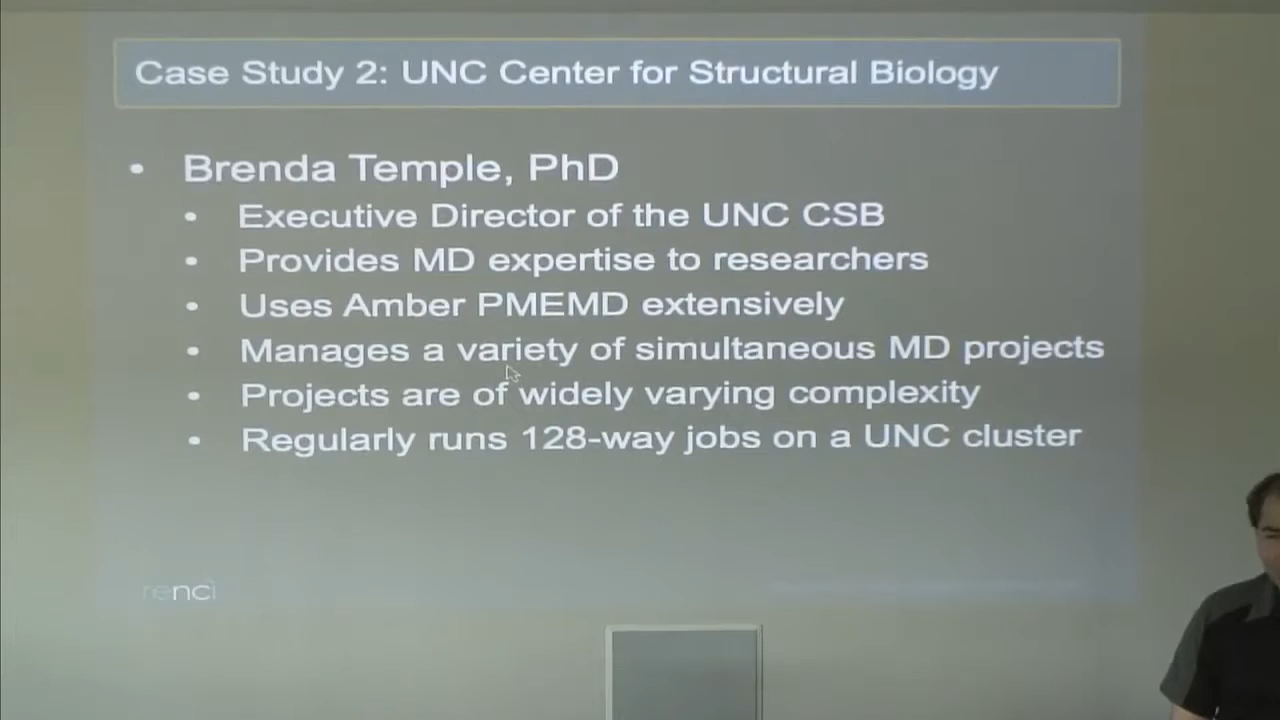 Case Study 2: UNC Center for Structural Biology
• Brenda Temple, PhD
• Executive Director of the UNC CSB
• Provides MD expertise to researchers
• Uses Amber PMEMD extensively
• Manages a variety of simultaneous MD projects
• Projects are of widely varying complexity
• Regularly runs 128-way jobs on a UNC cluster
renci